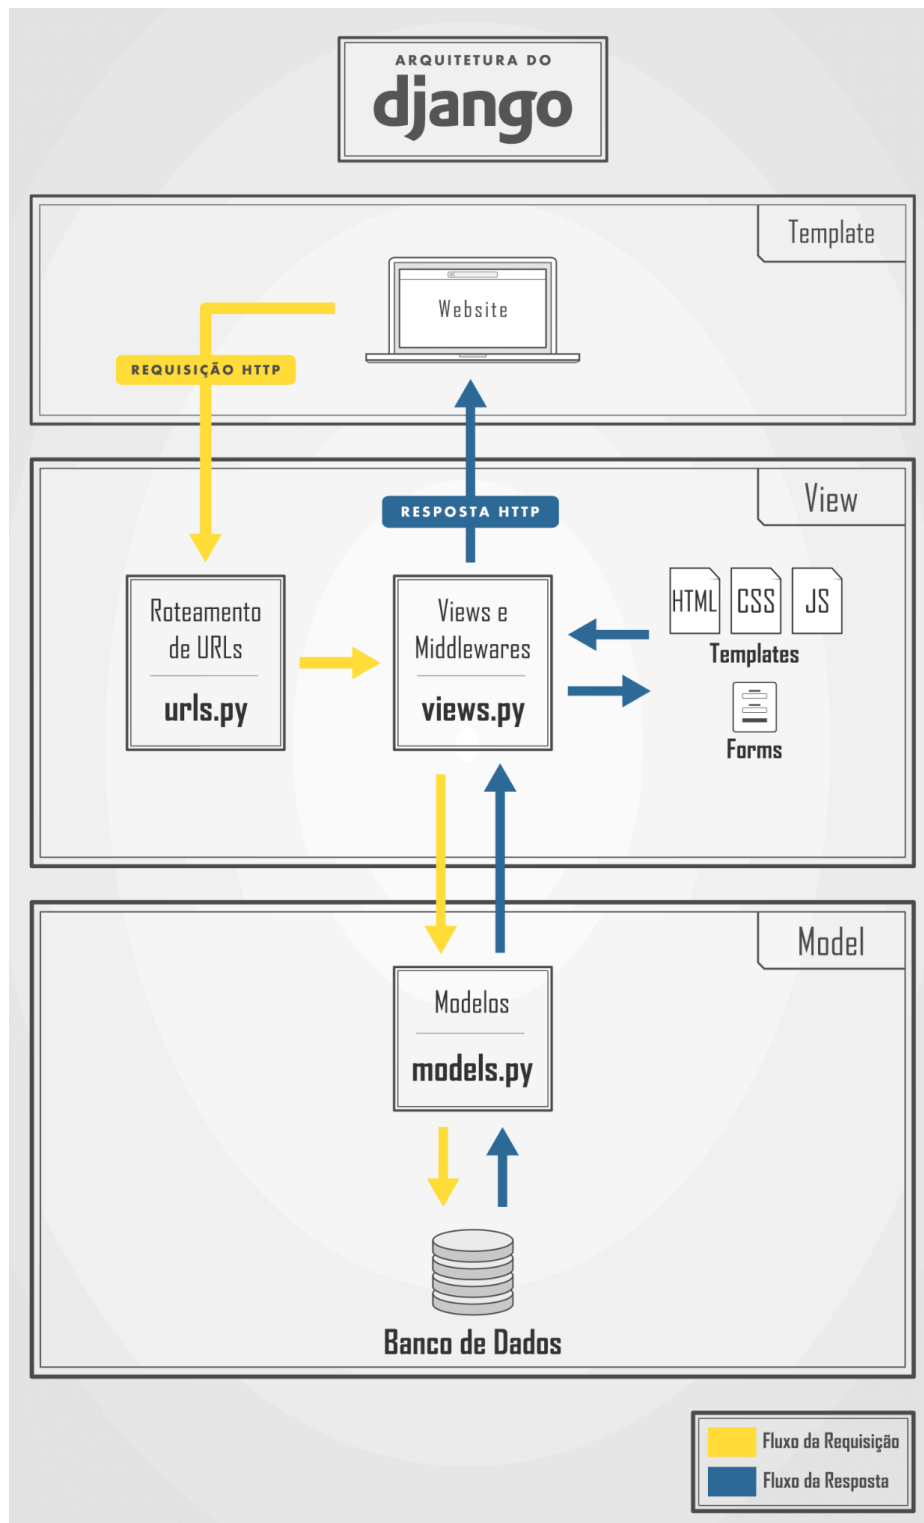 ARQUITETURA DO
django
Template
Website
REQUISIÇÃO HTTP
View
RESPOSTA HTTP
Roteamento
de URLs
urls.py
Views e
Middlewares
views.py
HTML CSS JS
Templates
Forms
Model
Modelos
models.py
Banco de Dados
Fluxo da Requisição
Fluxo da Resposta